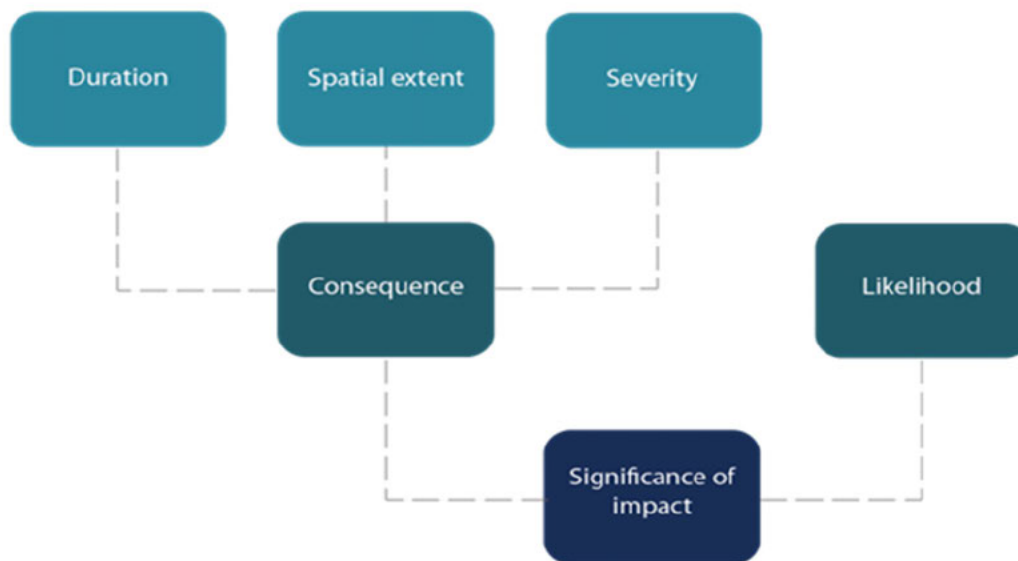 Duration
Spatial extent
Severity
Consequence
Likelihood
Significance of
impact